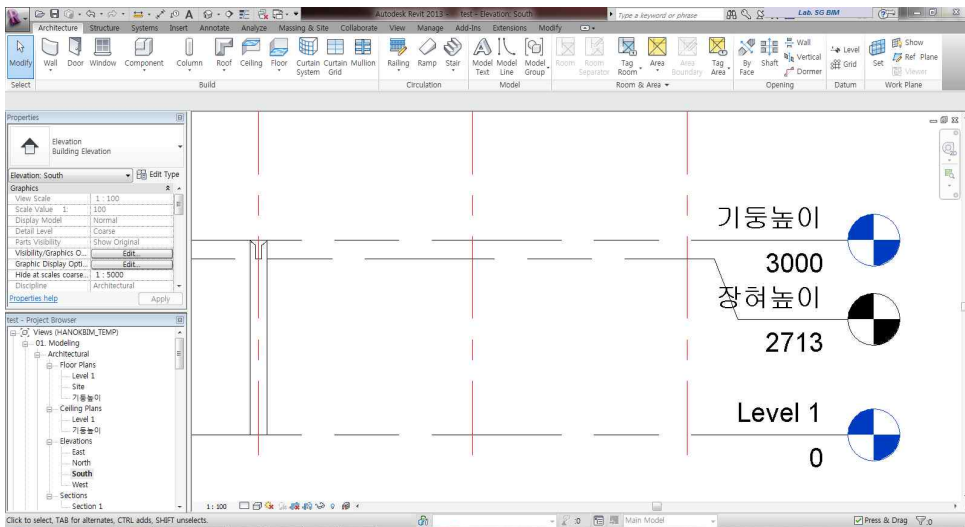 Autodesk Revit 2013 - test - Elevation: South
Type a keyword or phrase
Lab. SG BIM
Architecture Structure Systems Insert Annotate Analyze Massing & Site Collaborate View Manage Add-Ins Extensions Modify
Modify Wall Door Window Component Column Roof Ceiling Floor Curtain System Curtain Grid Mullion Railing Ramp Stair Model Text Model Line Model Group Room Room Separator Tag Room Area Area Boundary Tag Area By Face Shaft Wall Vertical Dormer Level Grid Set Show Ref Plane Viewer
Select Build Circulation Model Room & Area Opening Datum Work Plane
Properties
Elevation
Building Elevation
Elevation: South Edit Type
Graphics
View Scale 1 : 100
Scale Value 1: 100
Display Model Normal
Detail Level Coarse
Parts Visibility Show Original
Visibility/Graphics O... Edit...
Graphic Display Opti... Edit...
Hide at scales coarse... 1 : 5000
Discipline Architectural
Properties help Apply
test - Project Browser
Views (HANOKBIM_TEMP)
01. Modeling
Architectural
Floor Plans
Level 1
Site
기둥높이
Ceiling Plans
Level 1
기둥높이
Elevations
East
North
South
West
Sections
Section 1
기둥높이
3000
장혀높이
2713
Level 1
0
1 : 100
Click to select, TAB for alternates, CTRL adds, SHIFT unselects.
:0
Main Model
Press & Drag
:0